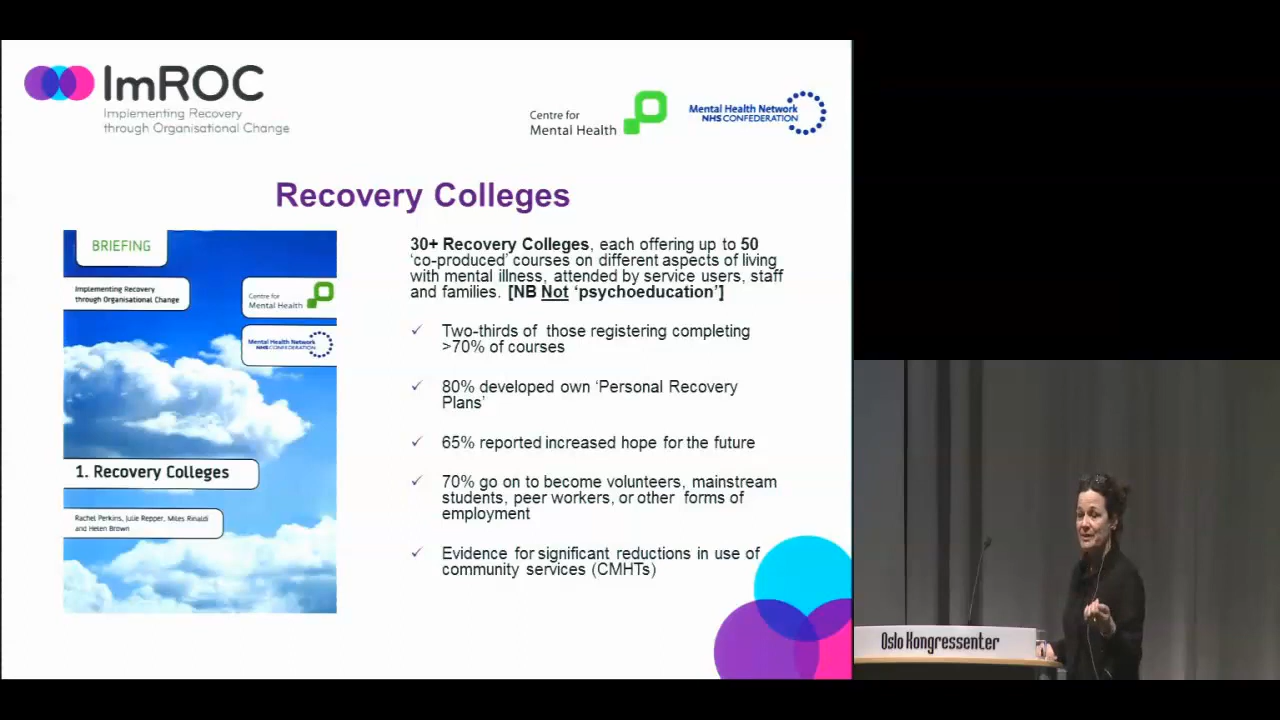 ImROC
Implementing Recovery
through Organisational Change
Centre for
Mental Health
Mental Health Network
NHS CONFEDERATION
Recovery Colleges
BRIEFING
Implementing Recovery
through Organisational Change
Centre for
Mental Health
Mental Health Network
NHS CONFEDERATION
1. Recovery Colleges
Rachel Perkins, Julie Repper, Miles Rinaldi
and Helen Brown
30+ Recovery Colleges, each offering up to 50
‘co-produced’ courses on different aspects of living
with mental illness, attended by service users, staff
and families. [NB Not ‘psychoeducation’]
✓ Two-thirds of those registering completing
>70% of courses
✓ 80% developed own ‘Personal Recovery
Plans’
✓ 65% reported increased hope for the future
✓ 70% go on to become volunteers, mainstream
students, peer workers, or other forms of
employment
✓ Evidence for significant reductions in use of
community services (CMHTs)
Oslo Kongressenter